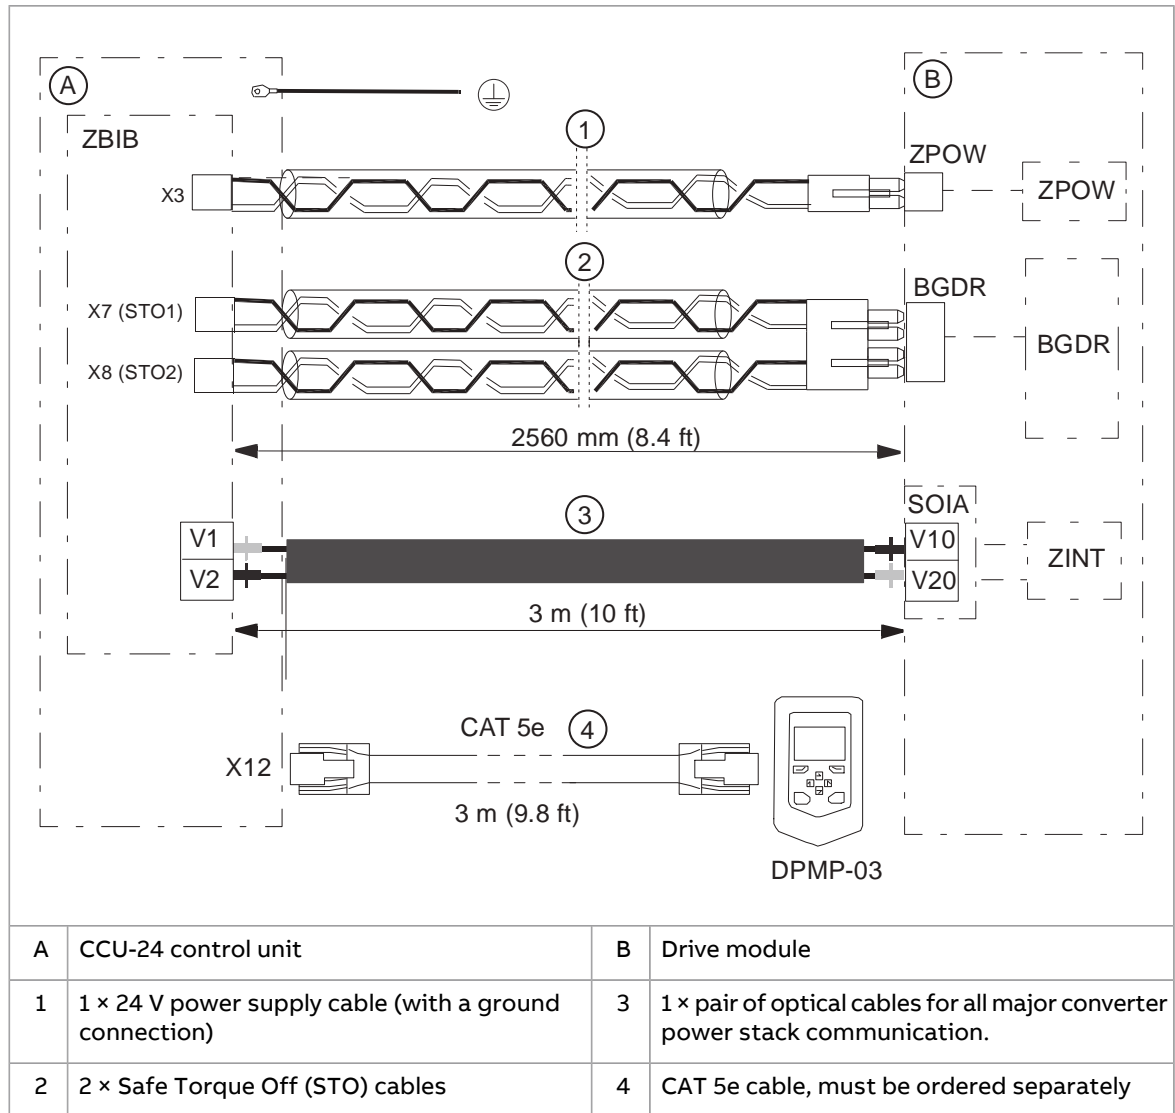 A
B
ZBIB
1
ZPOW
X3
ZPOW
2
BGDR
X7 (STO1)
BGDR
X8 (STO2)
2560 mm (8.4 ft)
SOIA
3
V1
V10
ZINT
V2
V20
3 m (10 ft)
CAT 5e
4
X12
3 m (9.8 ft)
DPMP-03
A CCU-24 control unit B Drive module
1 1 × 24 V power supply cable (with a ground connection) 3 1 × pair of optical cables for all major converter power stack communication.
2 2 × Safe Torque Off (STO) cables 4 CAT 5e cable, must be ordered separately